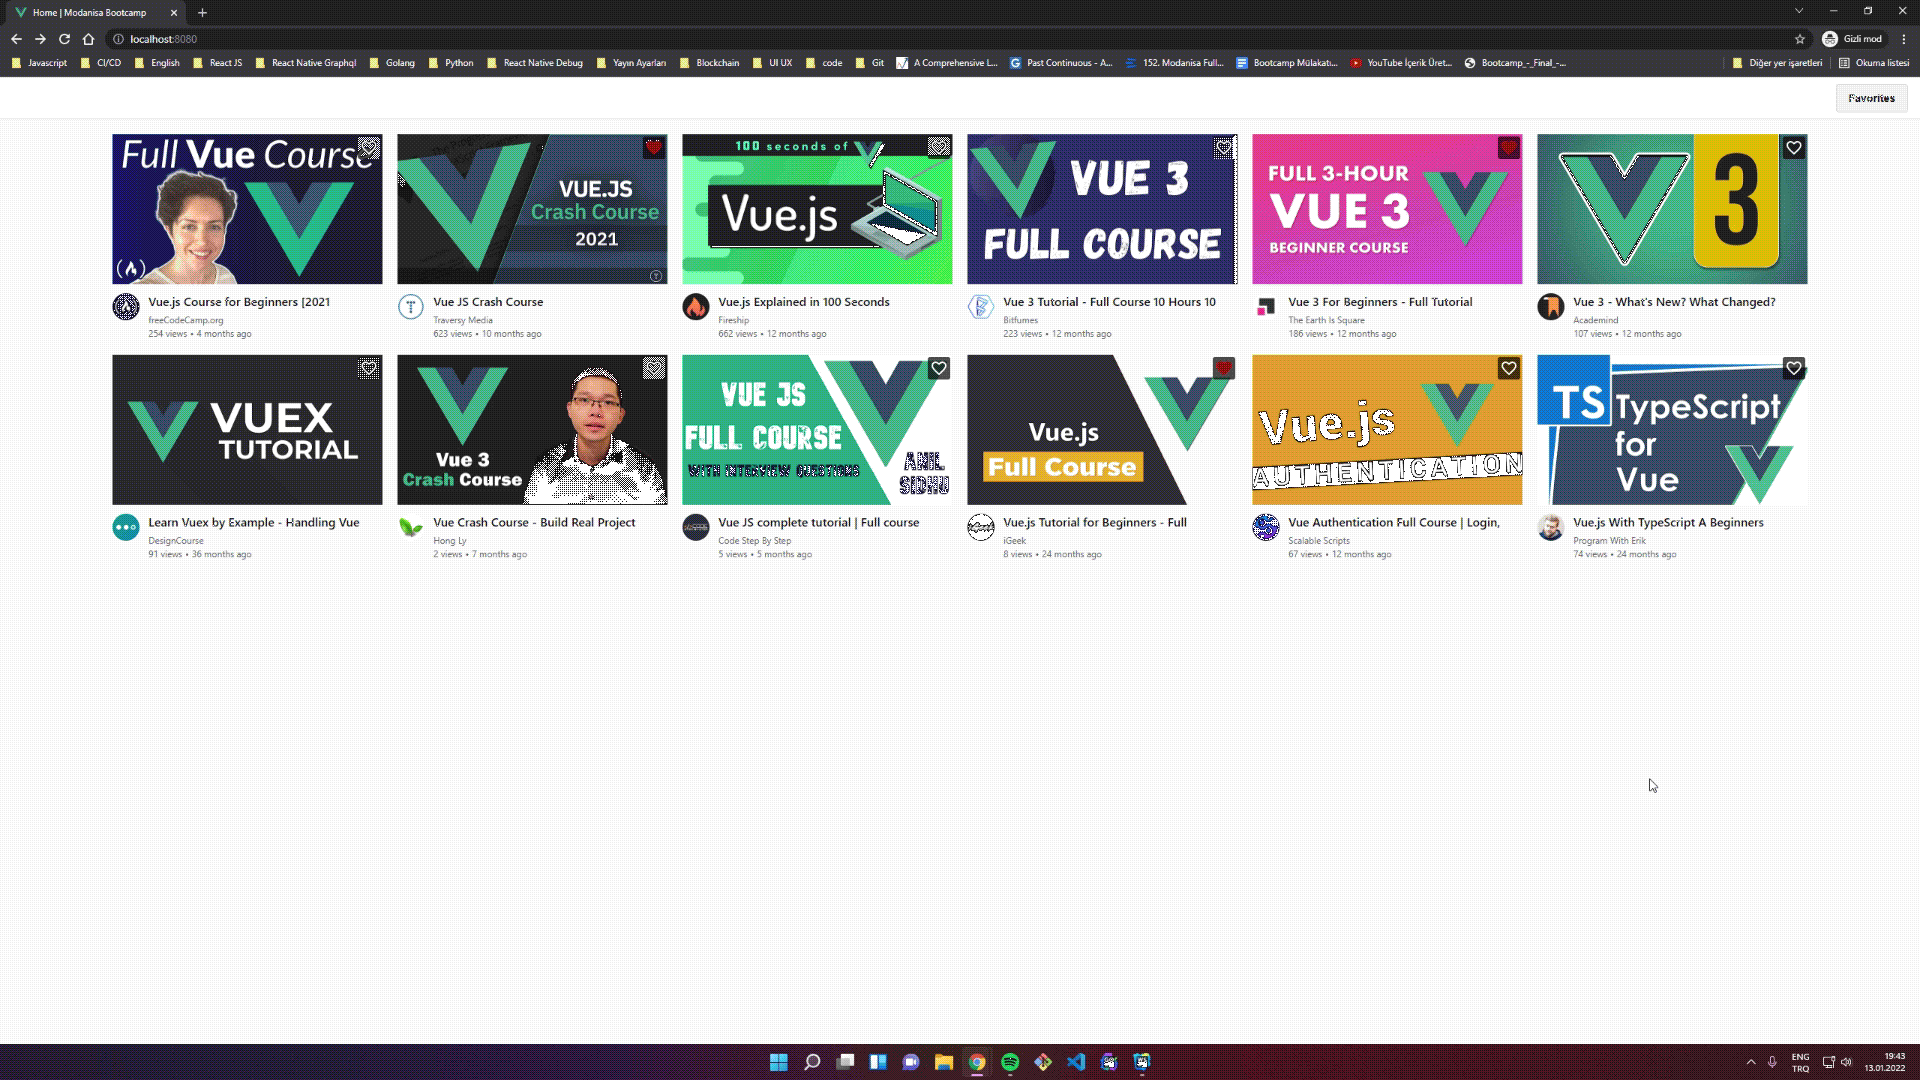 Home | Modanisa Bootcamp
localhost:8080
Gizli mod
Javascript CI/CD English React JS React Native Graphql Golang Python React Native Debug Yayın Ayarları Blockchain UI UX code Git A Comprehensive L... Past Continuous - A... 152. Modanisa Full... Bootcamp Mülakatı... YouTube İçerik Üret... Bootcamp_-_Final_-... Diğer yer işaretleri Okuma listesi
Favorites
Full Vue Course
VUE.JS
Crash Course
2021
100 seconds of
Vue.js
VUE 3
FULL COURSE
FULL 3-HOUR
VUE 3
BEGINNER COURSE
3
Vue.js Course for Beginners [2021
freeCodeCamp.org
254 views • 4 months ago
Vue JS Crash Course
Traversy Media
623 views • 10 months ago
Vue.js Explained in 100 Seconds
Fireship
662 views • 12 months ago
Vue 3 Tutorial - Full Course 10 Hours 10
Bitfumes
223 views • 12 months ago
Vue 3 For Beginners - Full Tutorial
The Earth Is Square
186 views • 12 months ago
Vue 3 - What's New? What Changed?
Academind
107 views • 12 months ago
VUEX
TUTORIAL
Vue 3
Crash Course
VUE JS
FULL COURSE
WITH INTERVIEW QUESTIONS
ANIL
SIDHU
Vue.js
Full Course
Vue.js
AUTHENTICATION
TS TypeScript
for
Vue
Learn Vuex by Example - Handling Vue
DesignCourse
91 views • 36 months ago
Vue Crash Course - Build Real Project
Hong Ly
2 views • 7 months ago
Vue JS complete tutorial | Full course
Code Step By Step
5 views • 5 months ago
Vue.js Tutorial for Beginners - Full
iGeek
8 views • 24 months ago
Vue Authentication Full Course | Login,
Scalable Scripts
67 views • 12 months ago
Vue.js With TypeScript A Beginners
Program With Erik
74 views • 24 months ago
ENG
TRQ
19:43
13.01.2022